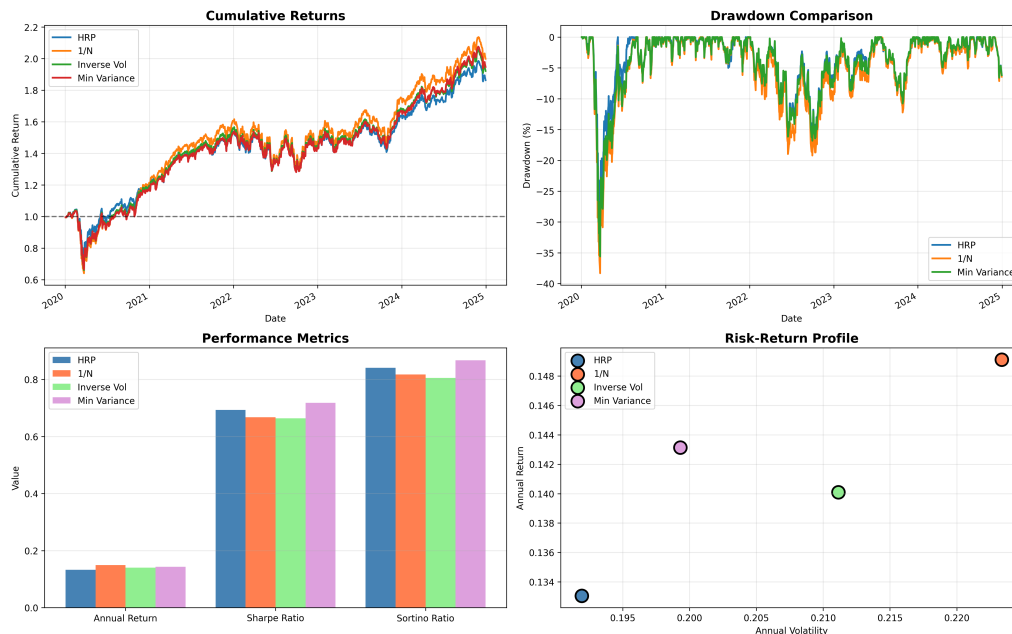 Cumulative Returns
Cumulative Return
2.2
2.0
1.8
1.6
1.4
1.2
1.0
0.8
0.6
HRP
1/N
Inverse Vol
Min Variance
2020
2021
2022
2023
2024
2025
Date
Drawdown Comparison
Drawdown (%)
0
−5
−10
−15
−20
−25
−30
−35
−40
HRP
1/N
Min Variance
2020
2021
2022
2023
2024
2025
Date
Performance Metrics
Value
0.8
0.6
0.4
0.2
0.0
HRP
1/N
Inverse Vol
Min Variance
Annual Return
Sharpe Ratio
Sortino Ratio
Risk-Return Profile
Annual Return
0.148
0.146
0.144
0.142
0.140
0.138
0.136
0.134
HRP
1/N
Inverse Vol
Min Variance
0.195
0.200
0.205
0.210
0.215
0.220
Annual Volatility